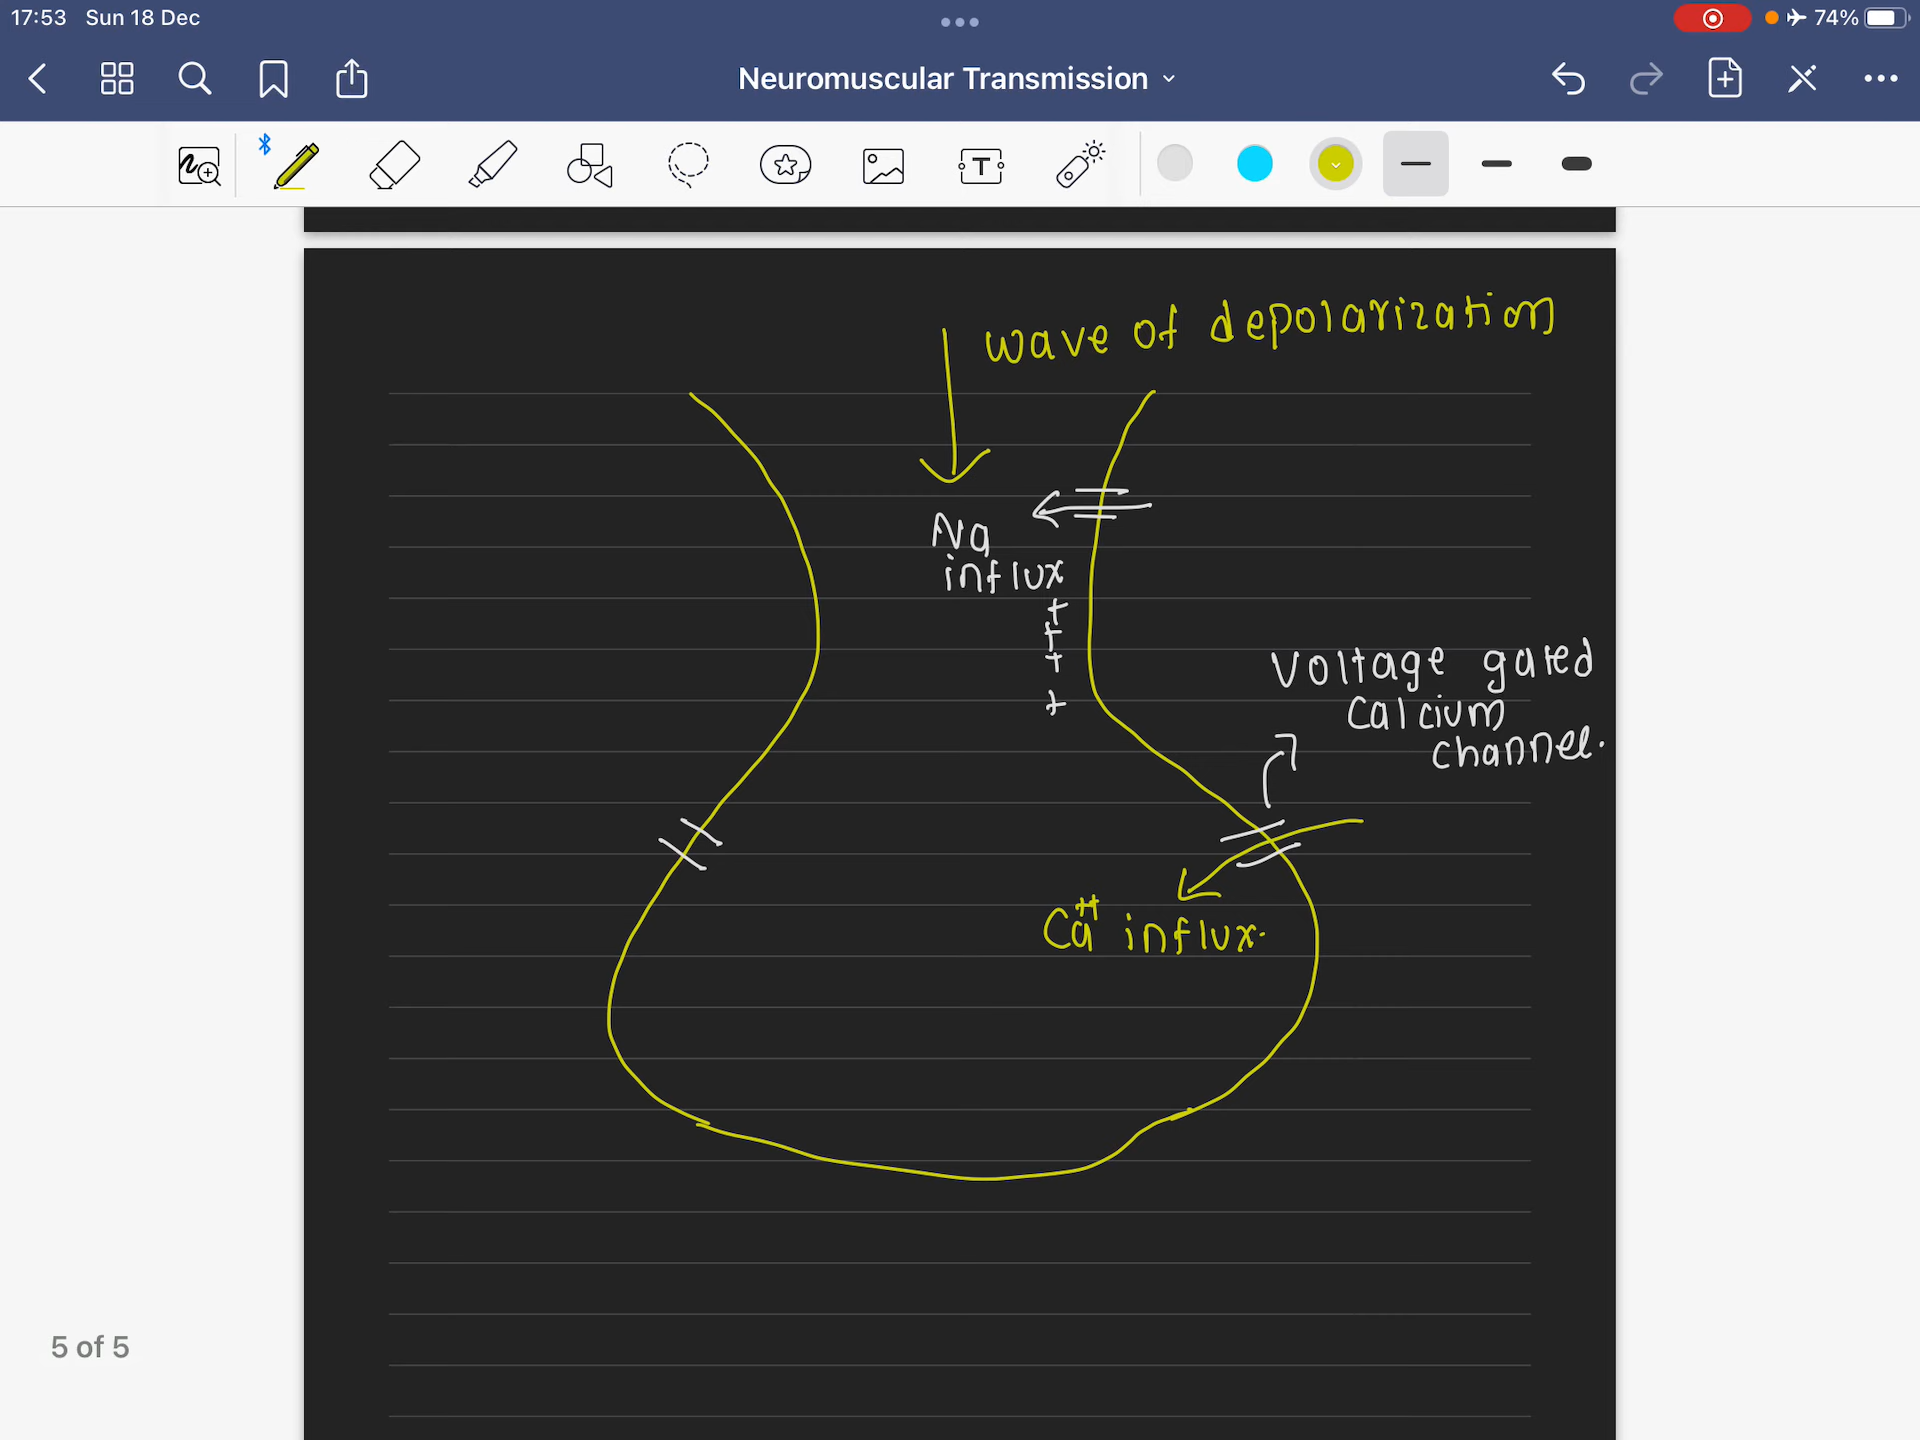 17:53 Sun 18 Dec
74%
Neuromuscular Transmission
T
wave of depolarization
Na
influx
+
+
+
+
Voltage gated
Calcium
channel.
Ca++ influx.
5 of 5